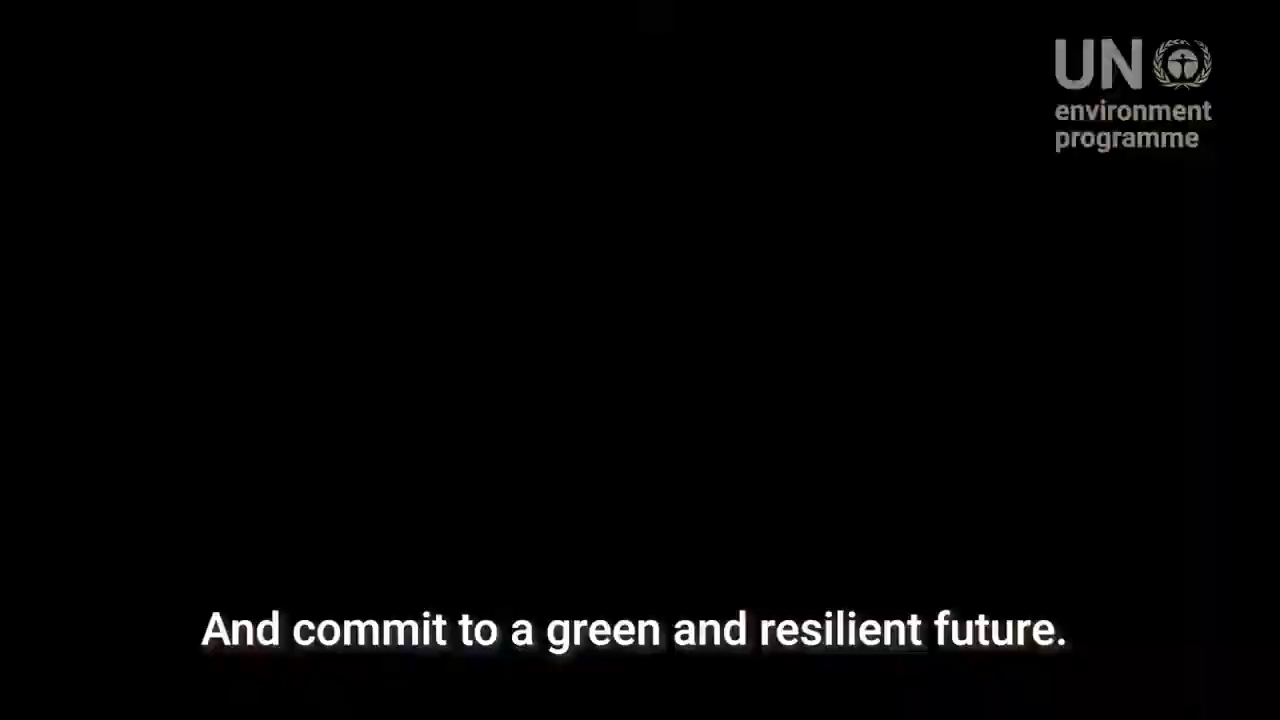 UN
environment
programme
And commit to a green and resilient future.